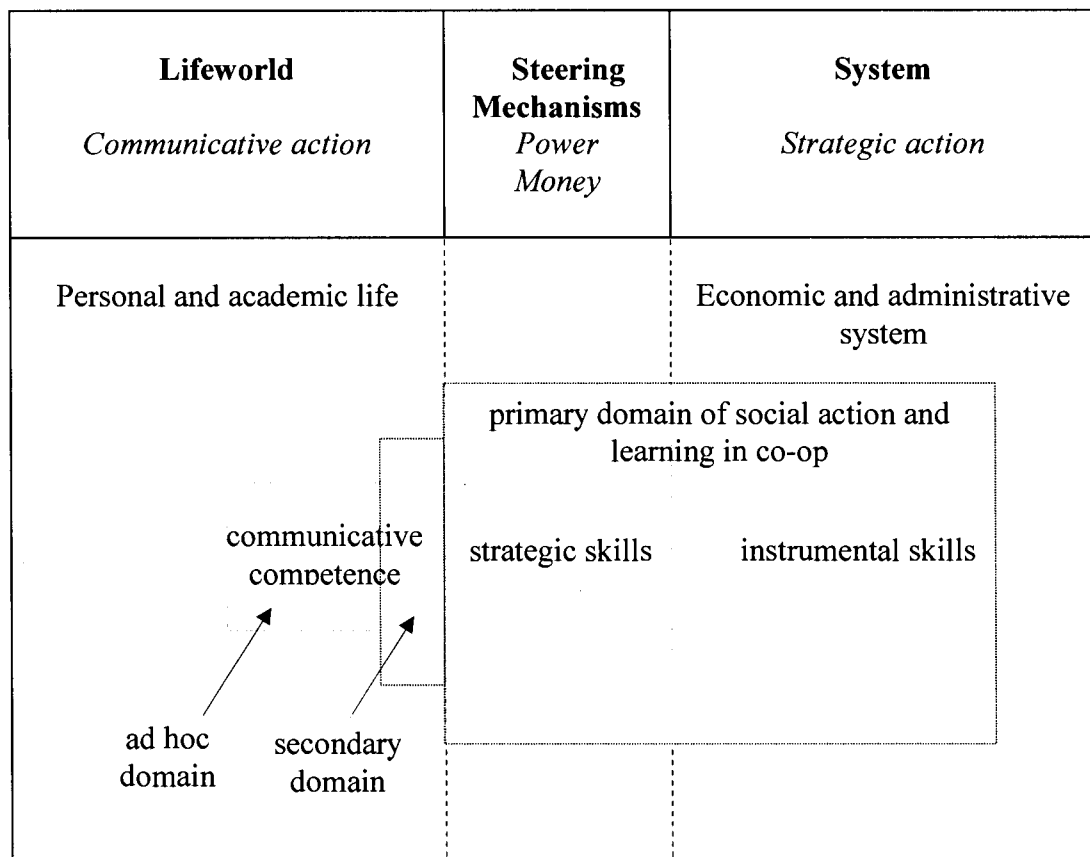 Lifeworld
Communicative action
Steering
Mechanisms
Power
Money
System
Strategic action
Personal and academic life
Economic and administrative
system
primary domain of social action and
learning in co-op
communicative
competence
strategic skills
instrumental skills
ad hoc
domain
secondary
domain